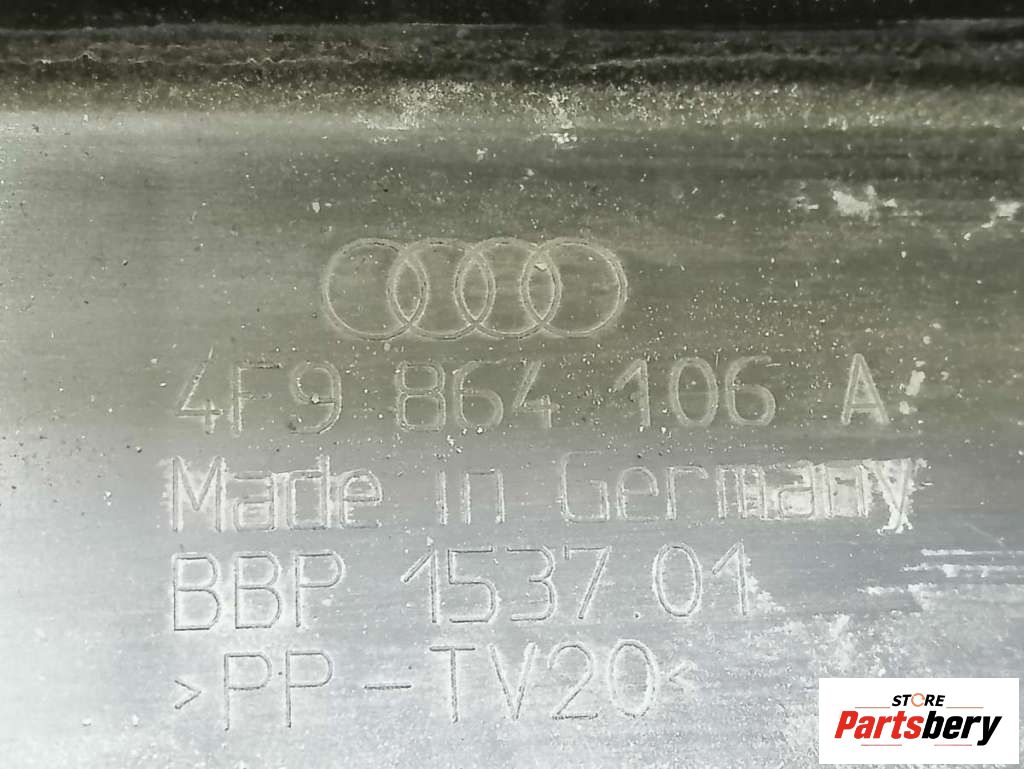 4F9 864 106 A
Made in Germany
BBP 1537.01
>PP-TV20<
STORE
Partsbery